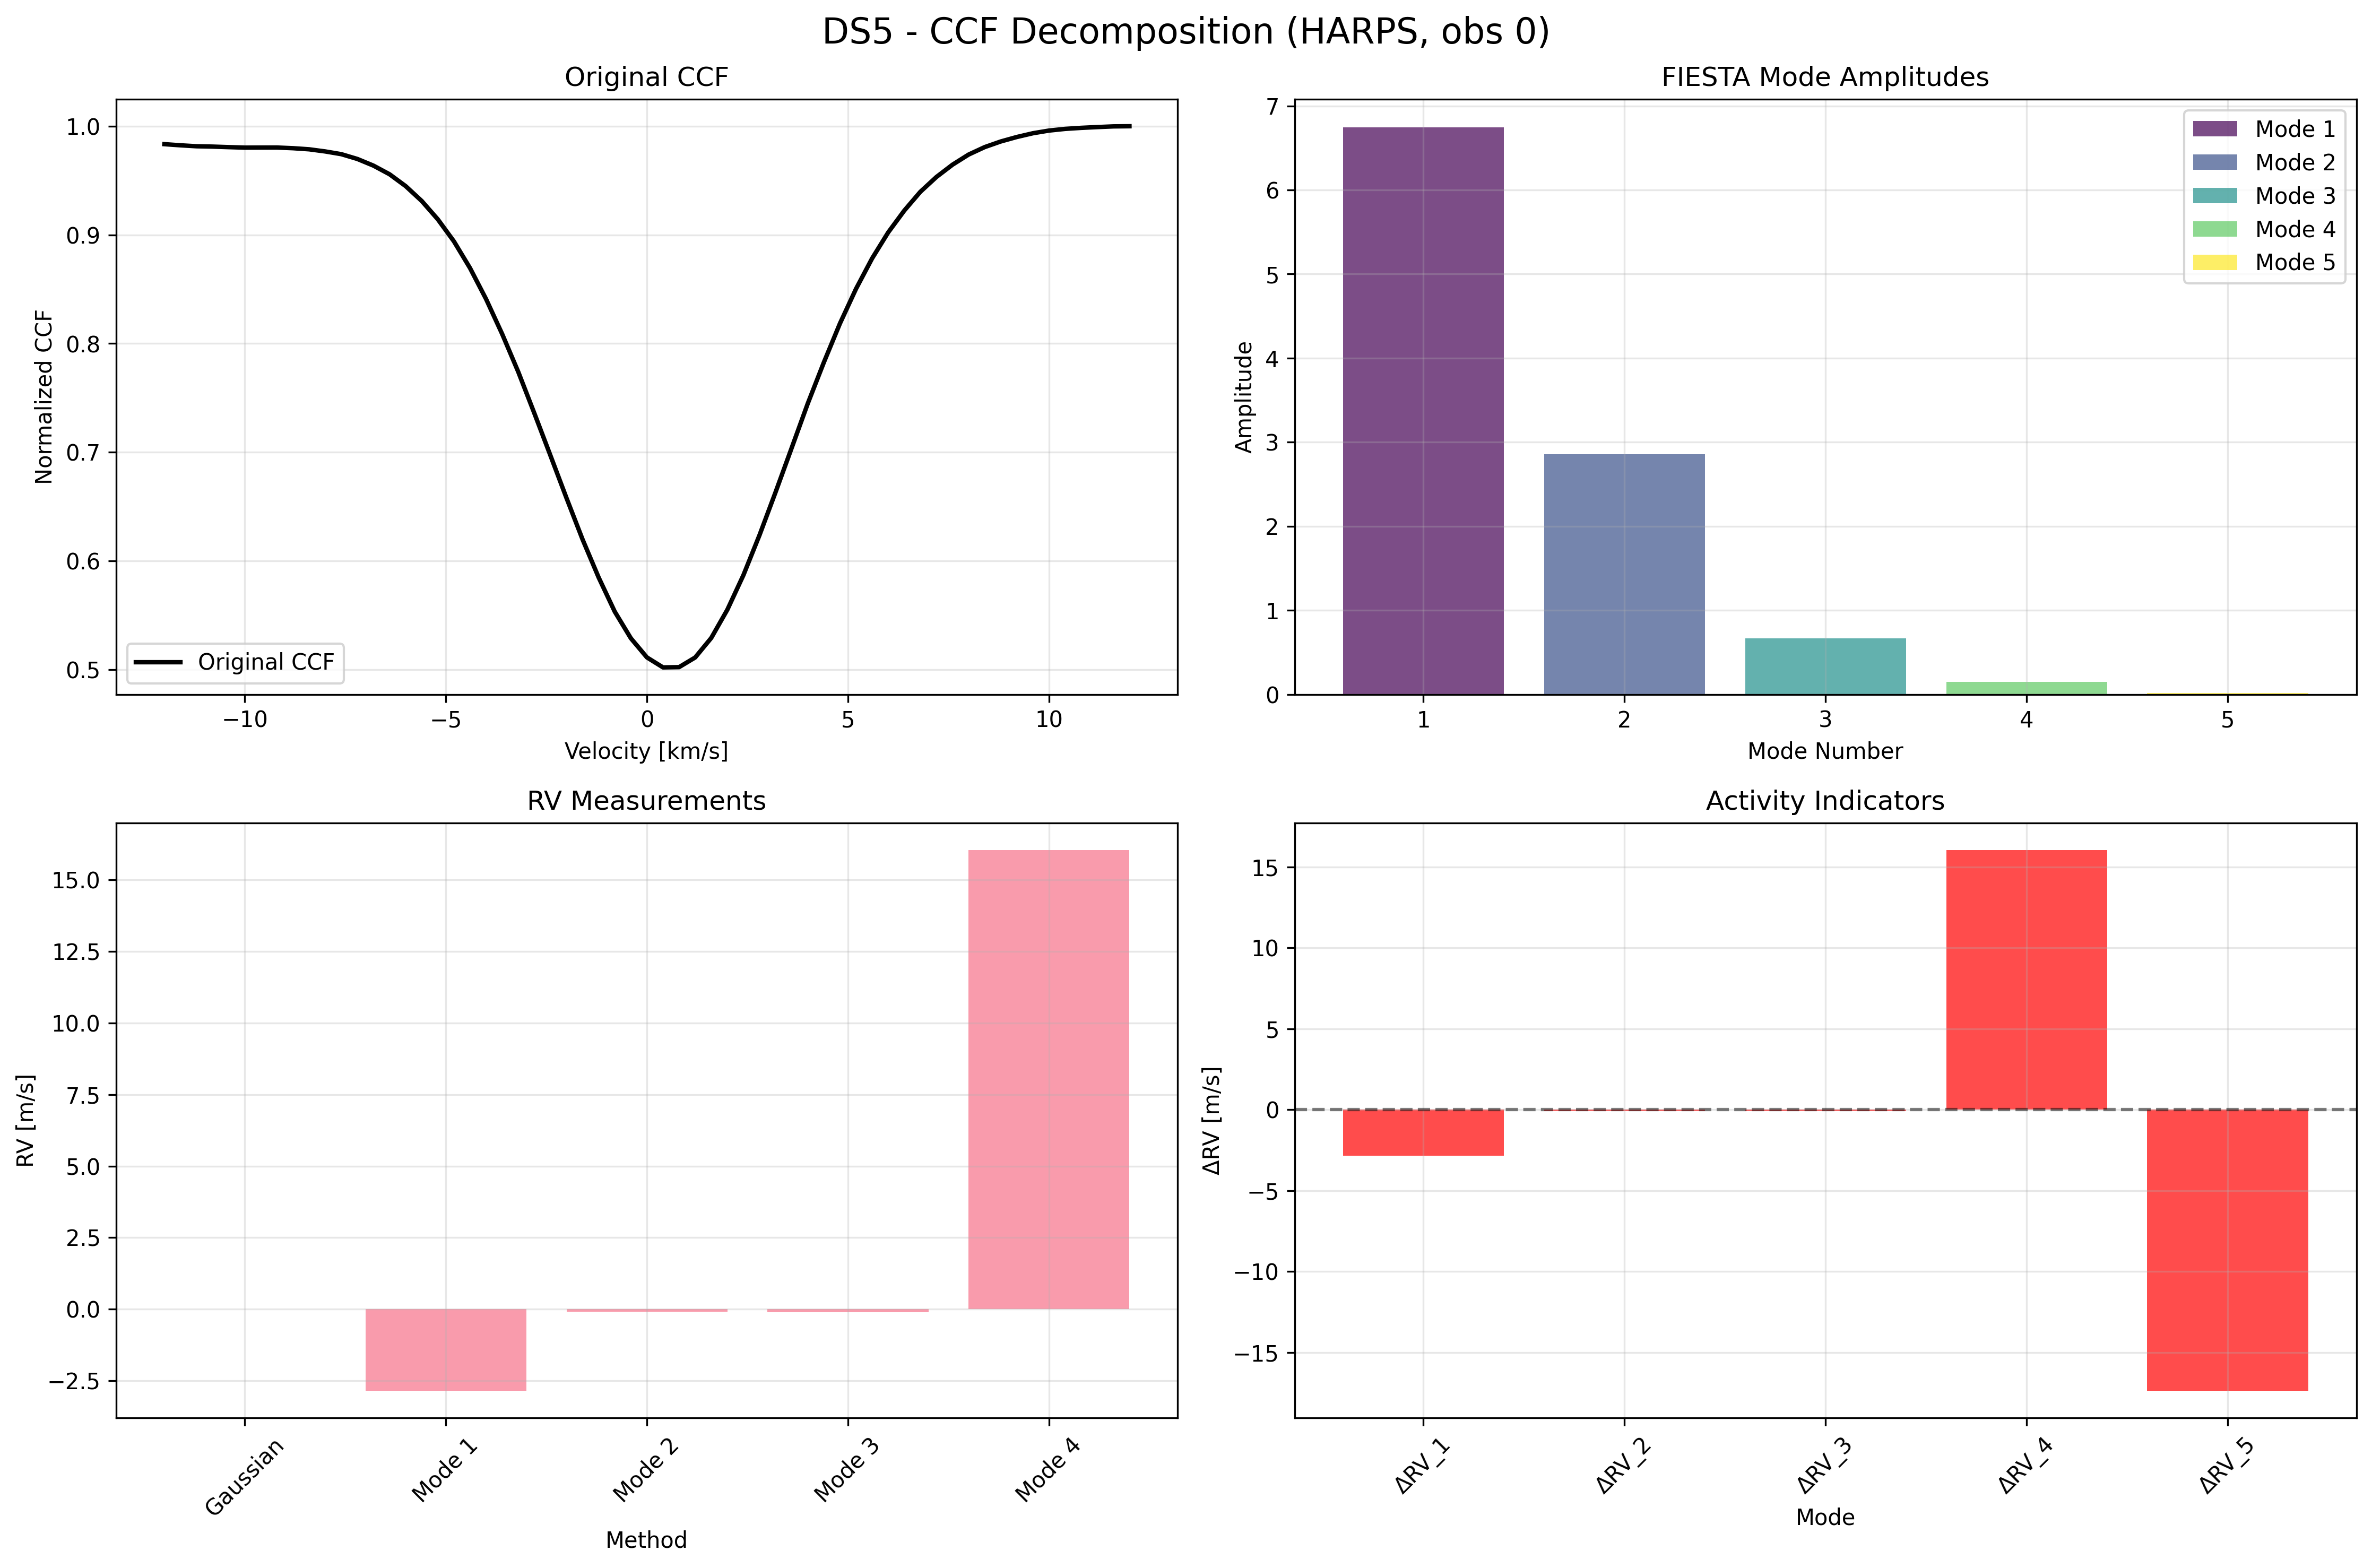 DS5 - CCF Decomposition (HARPS, obs 0)
Original CCF
1.0
0.9
0.8
0.7
0.6
0.5
Normalized CCF
Original CCF
−10
−5
0
5
10
Velocity [km/s]
FIESTA Mode Amplitudes
7
6
5
4
3
2
1
0
Amplitude
Mode 1
Mode 2
Mode 3
Mode 4
Mode 5
1
2
3
4
5
Mode Number
RV Measurements
15.0
12.5
10.0
7.5
5.0
2.5
0.0
−2.5
RV [m/s]
Gaussian
Mode 1
Mode 2
Mode 3
Mode 4
Method
Activity Indicators
15
10
5
0
−5
−10
−15
ΔRV [m/s]
ΔRV_1
ΔRV_2
ΔRV_3
ΔRV_4
ΔRV_5
Mode